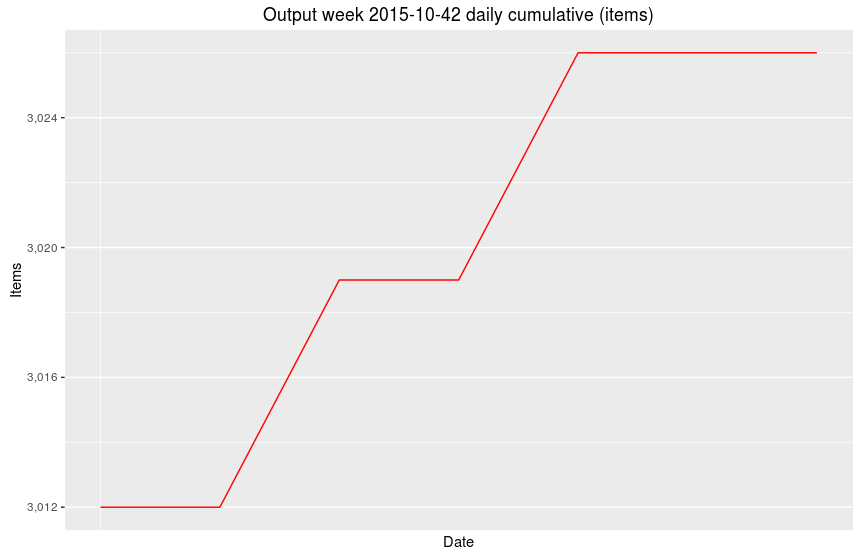 Output week 2015-10-42 daily cumulative (items)
3,024
3,020
Items
3,016
3,012
Date